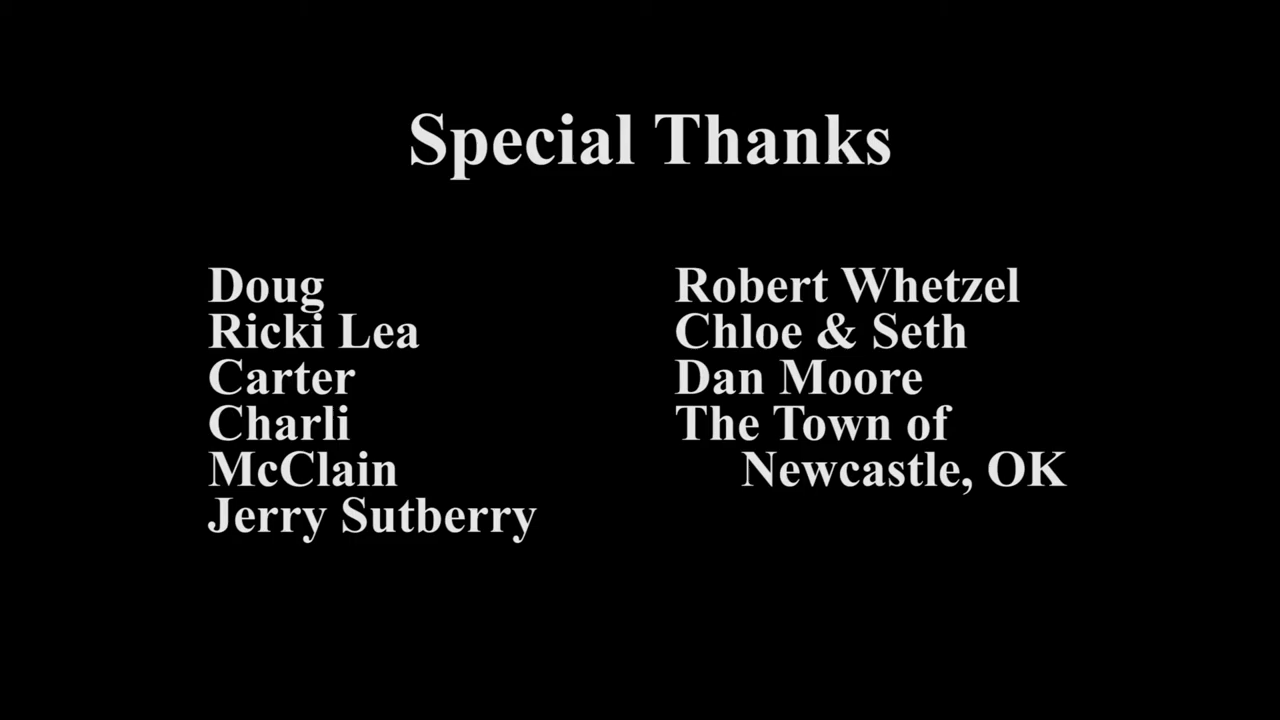 Special Thanks
Doug
Ricki Lea
Carter
Charli
McClain
Jerry Sutberry
Robert Whetzel
Chloe & Seth
Dan Moore
The Town of
Newcastle, OK